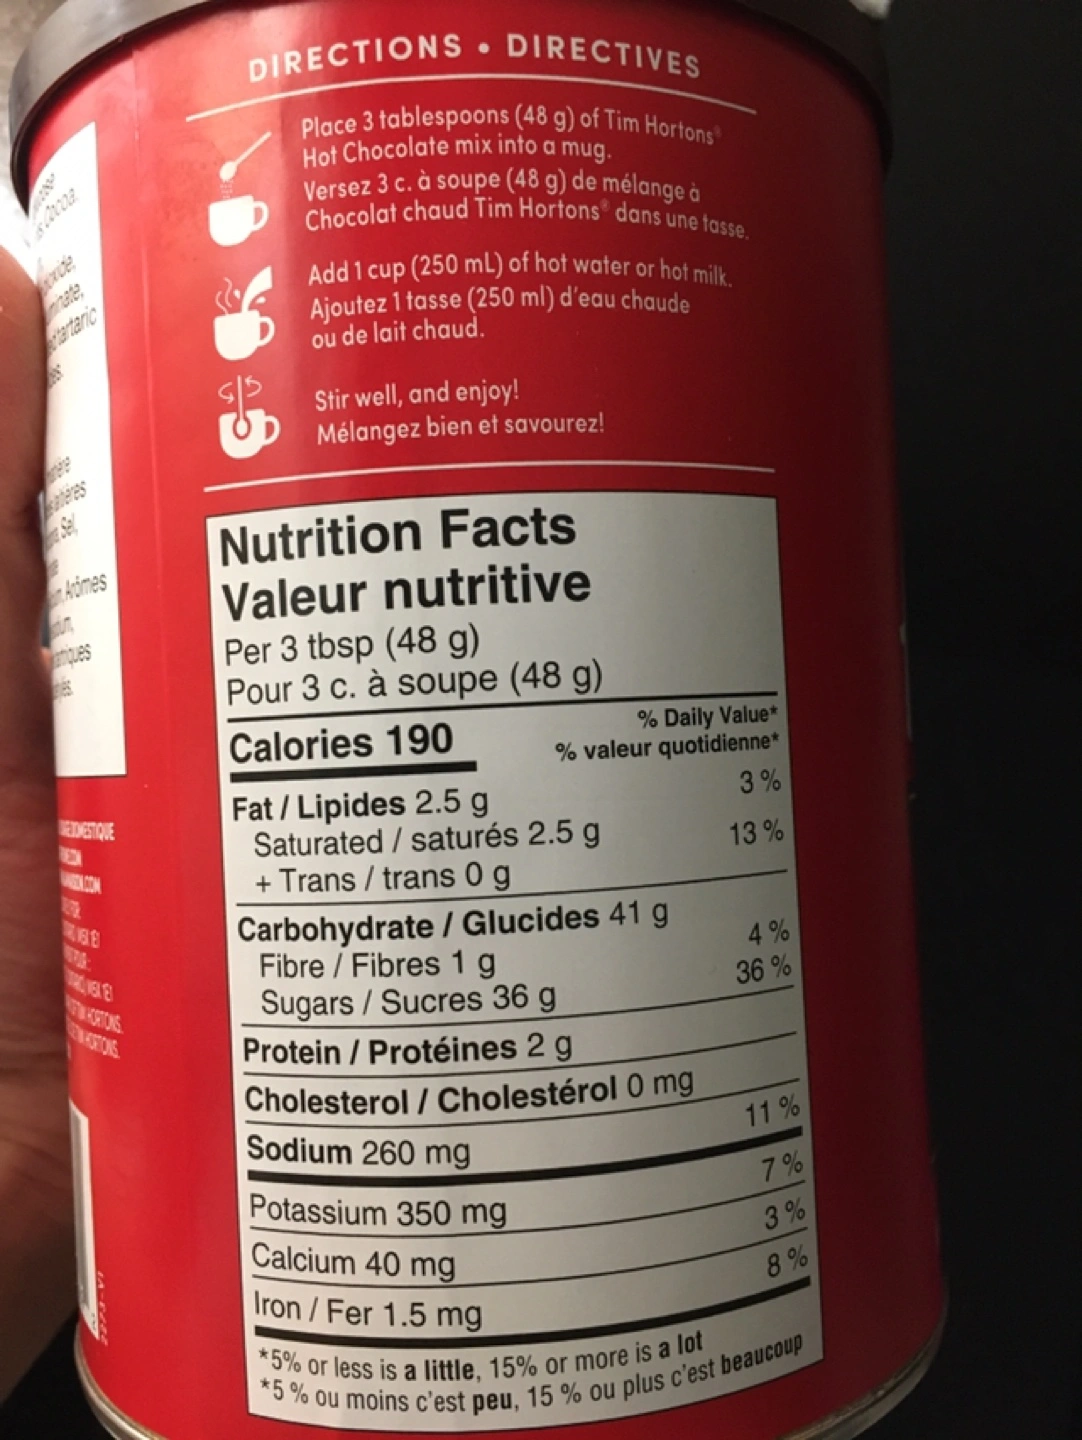 DIRECTIONS • DIRECTIVES
Place 3 tablespoons (48 g) of Tim Hortons®
Hot Chocolate mix into a mug.
Versez 3 c. à soupe (48 g) de mélange à
Chocolat chaud Tim Hortons® dans une tasse.
Add 1 cup (250 mL) of hot water or hot milk.
Ajoutez 1 tasse (250 ml) d'eau chaude
ou de lait chaud.
Stir well, and enjoy!
Mélangez bien et savourez!
Nutrition Facts
Valeur nutritive
Per 3 tbsp (48 g)
Pour 3 c. à soupe (48 g)
Calories 190
% Daily Value*
% valeur quotidienne*
Fat / Lipides 2.5 g 3 %
Saturated / saturés 2.5 g 13 %
+ Trans / trans 0 g
Carbohydrate / Glucides 41 g
Fibre / Fibres 1 g 4 %
Sugars / Sucres 36 g 36 %
Protein / Protéines 2 g
Cholesterol / Cholestérol 0 mg
Sodium 260 mg 11 %
Potassium 350 mg 7 %
Calcium 40 mg 3 %
Iron / Fer 1.5 mg 8 %
*5% or less is a little, 15% or more is a lot
*5 % ou moins c'est peu, 15 % ou plus c'est beaucoup
Cocoa.
tartaric
Sel,
Arômes
HORTONS.
HORTONS.